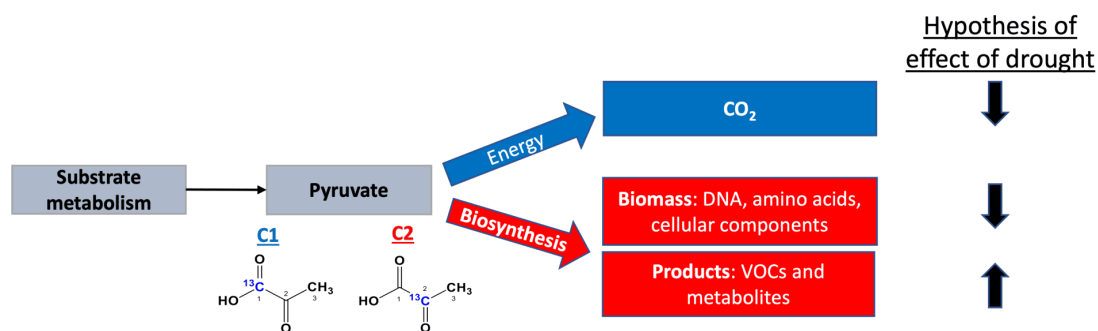 Hypothesis of
effect of drought
CO₂
Energy
Substrate
metabolism
Pyruvate
Biosynthesis
Biomass: DNA, amino acids,
cellular components
Products: VOCs and
metabolites
C1
C2
O
13C
1
2
CH3
3
HO
O
O
2
CH3
3
HO
1
13C
O